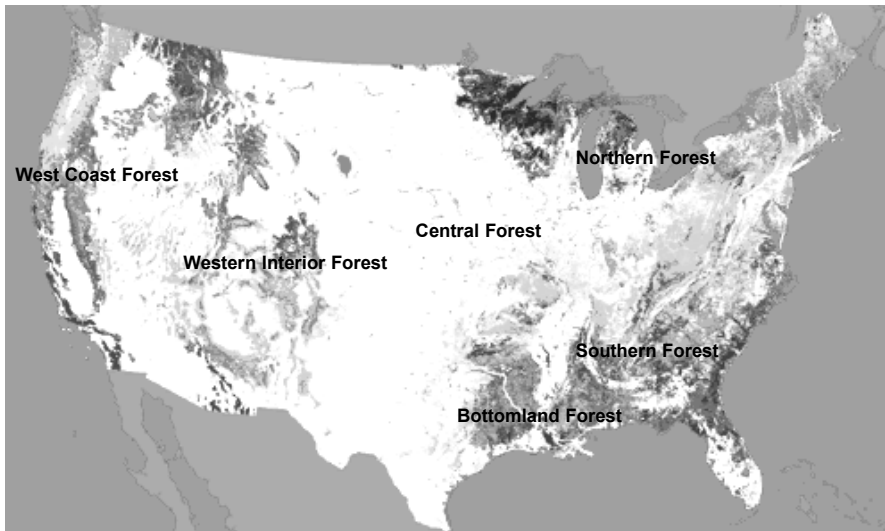 Northern Forest
West Coast Forest
Central Forest
Western Interior Forest
Southern Forest
Bottomland Forest